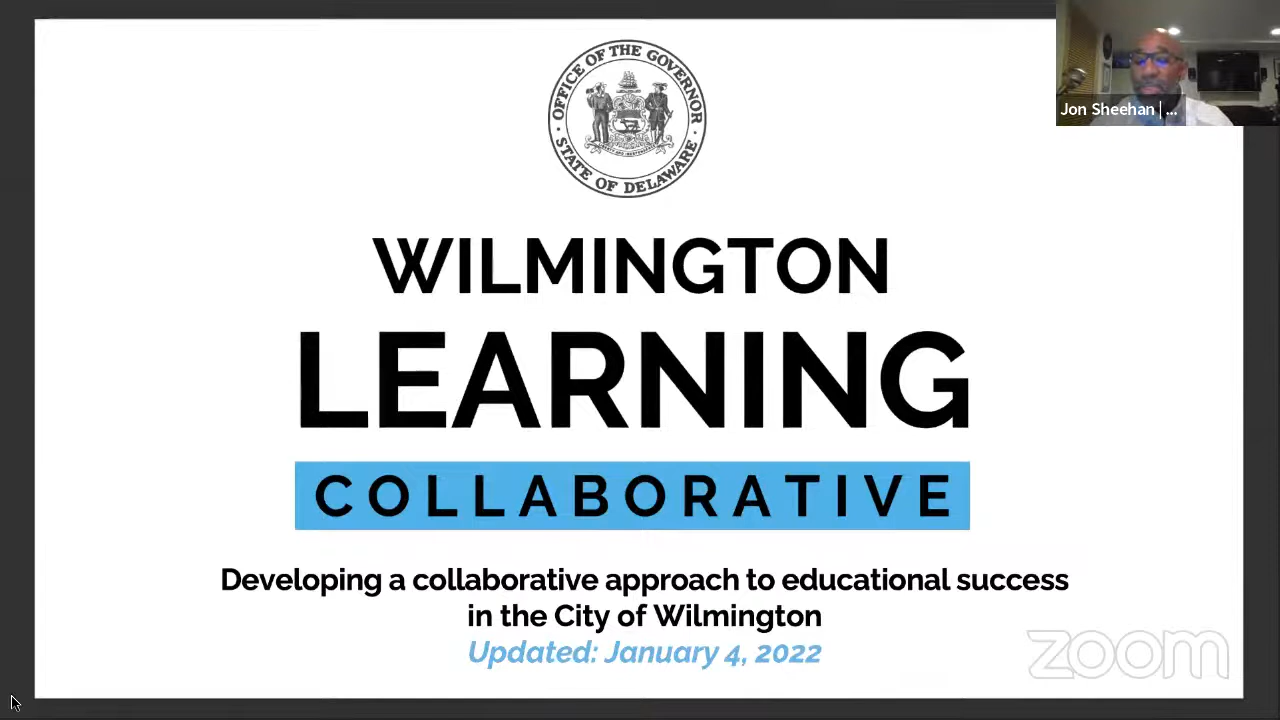 OFFICE OF THE GOVERNOR
STATE OF DELAWARE
Jon Sheehan | ...
WILMINGTON
LEARNING
COLLABORATIVE
Developing a collaborative approach to educational success
in the City of Wilmington
Updated: January 4, 2022
zoom